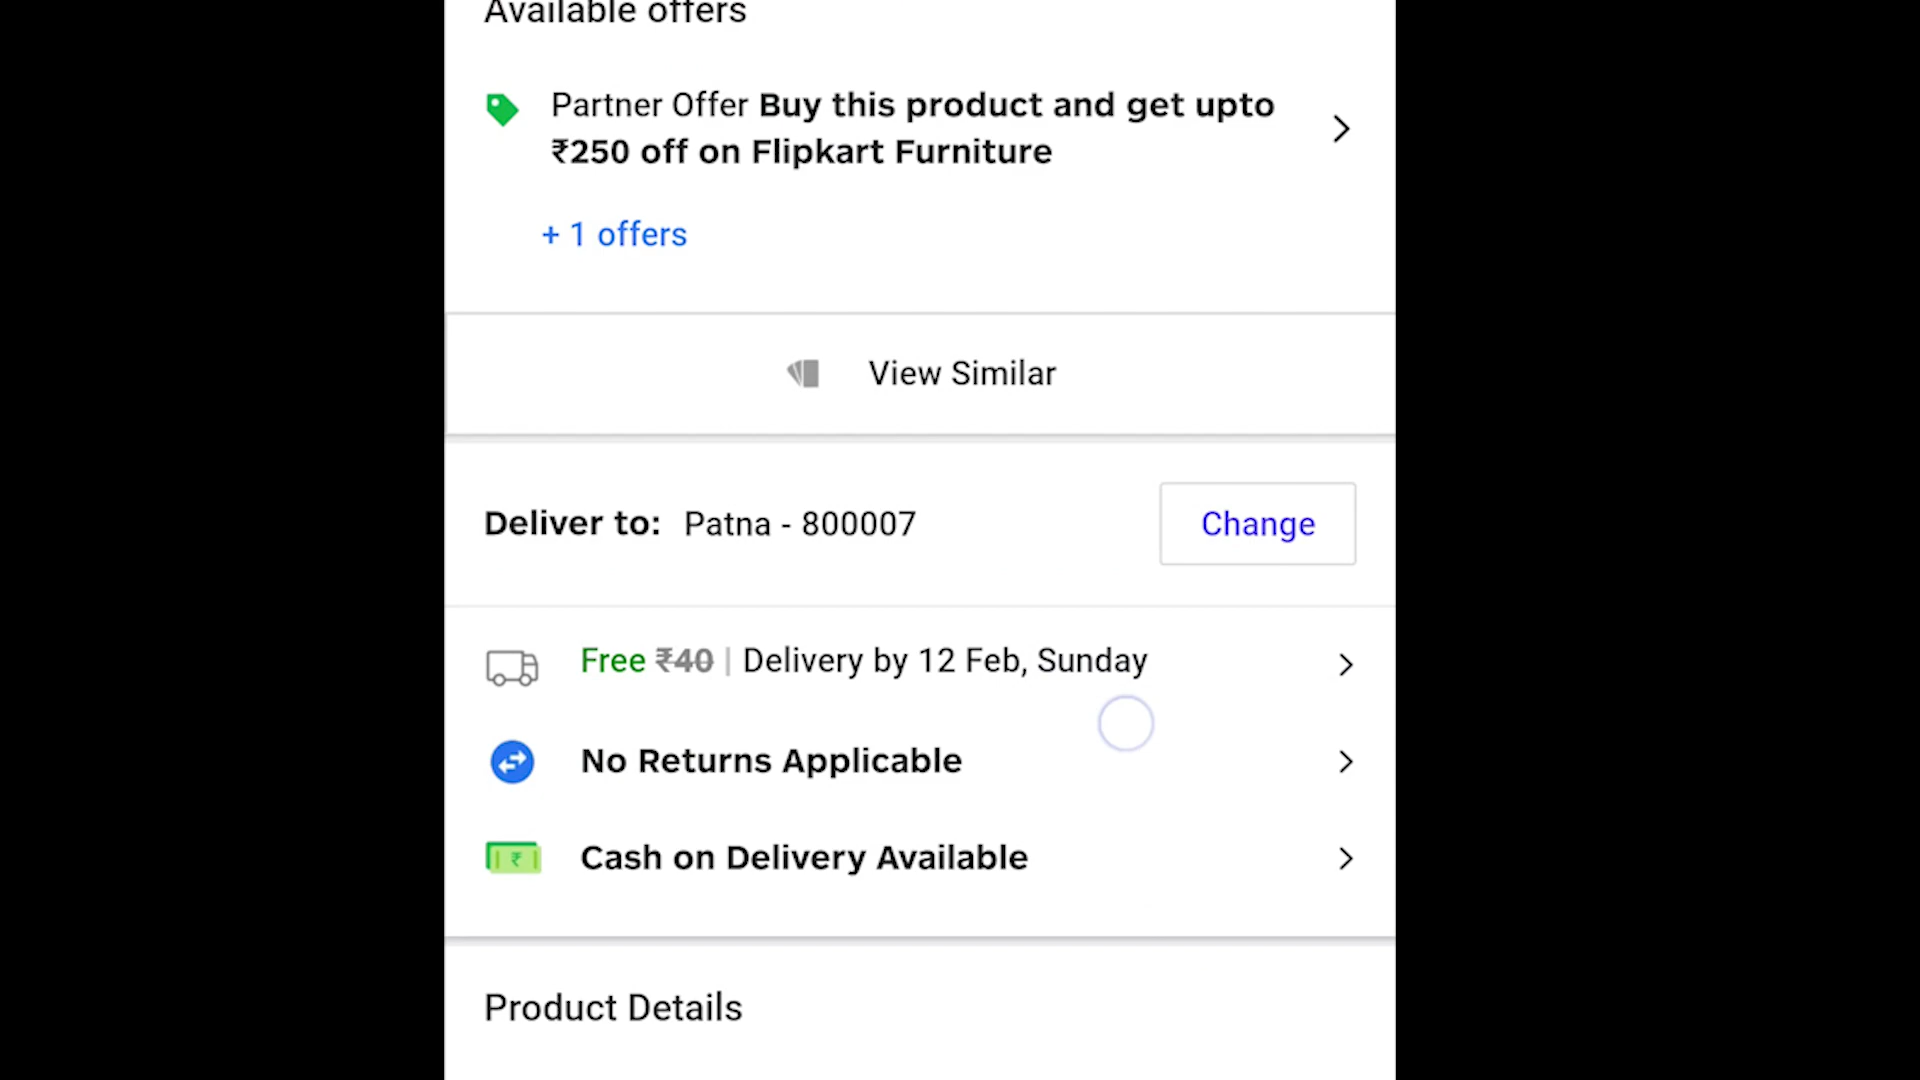 Available offers
Partner Offer Buy this product and get upto
₹250 off on Flipkart Furniture
+ 1 offers
View Similar
Deliver to: Patna - 800007
Change
Free ₹40 | Delivery by 12 Feb, Sunday
No Returns Applicable
Cash on Delivery Available
Product Details